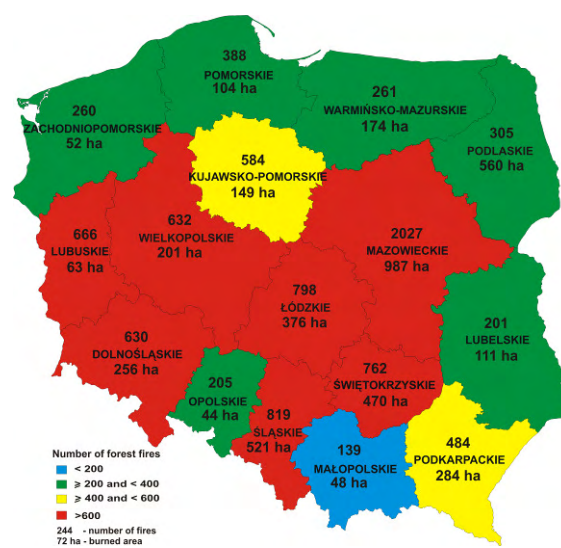 388
POMORSKIE
104 ha
261
WARMIŃSKO-MAZURSKIE
174 ha
260
ZACHODNIOPOMORSKIE
52 ha
305
PODLASKIE
560 ha
584
KUJAWSKO-POMORSKIE
149 ha
666
LUBUSKIE
63 ha
632
WIELKOPOLSKIE
201 ha
2027
MAZOWIECKIE
987 ha
798
ŁÓDZKIE
376 ha
201
LUBELSKIE
111 ha
630
DOLNOŚLĄSKIE
256 ha
205
OPOLSKIE
44 ha
819
ŚLĄSKIE
521 ha
762
ŚWIĘTOKRZYSKIE
470 ha
139
MAŁOPOLSKIE
48 ha
484
PODKARPACKIE
284 ha
Number of forest fires
< 200
⩾ 200 and < 400
⩾ 400 and < 600
>600
244 - number of fires
72 ha - burned area